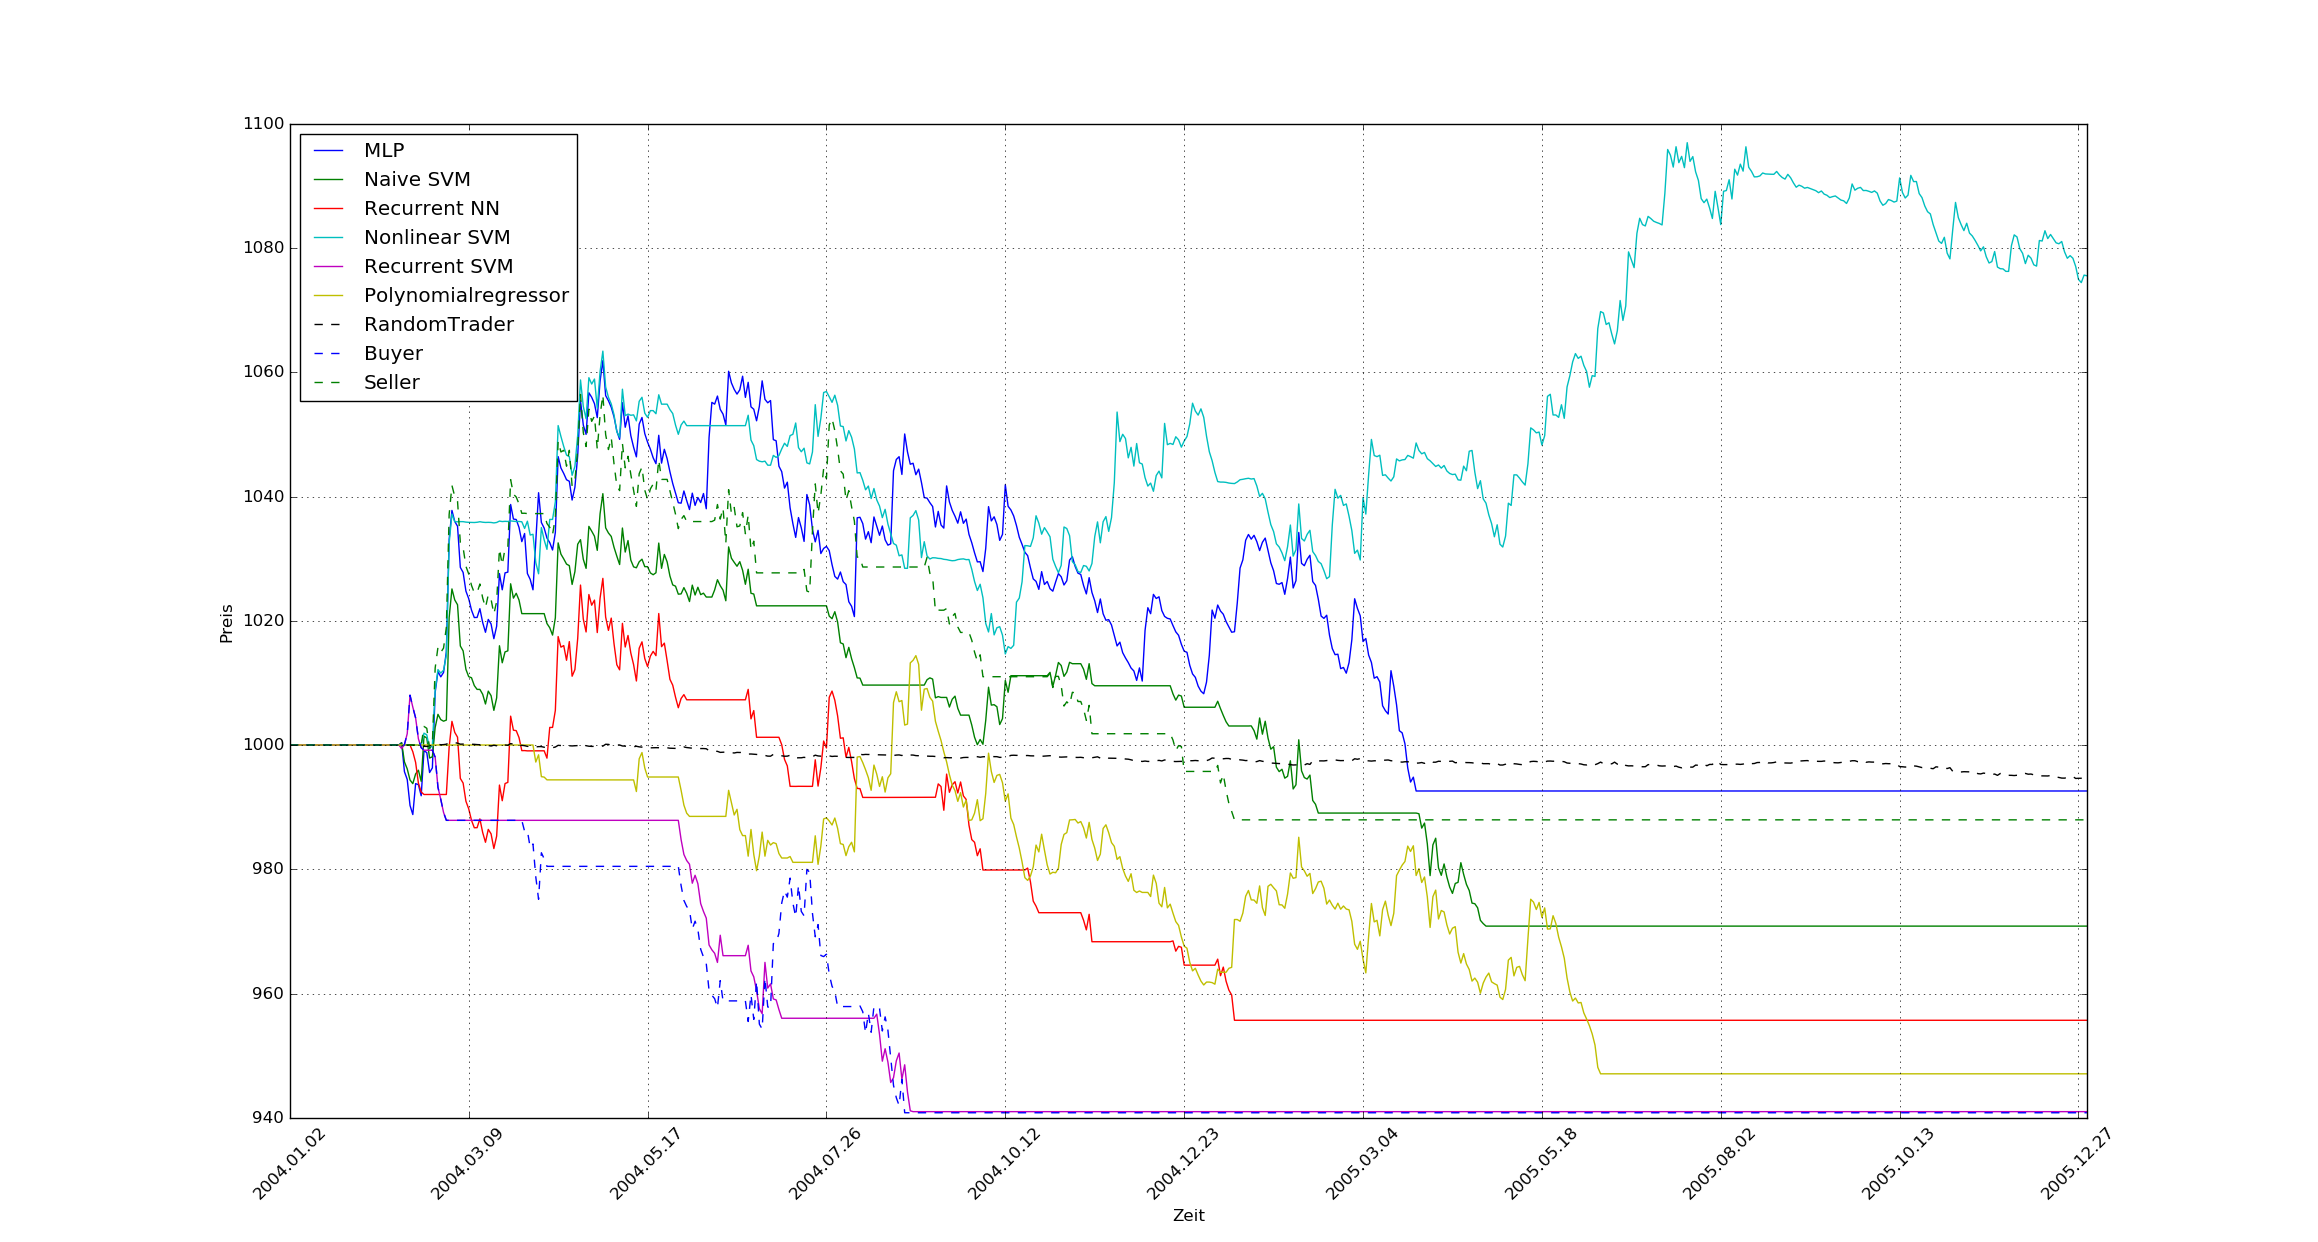 1100
1080
1060
1040
1020
1000
980
960
940
Preis
MLP
Naive SVM
Recurrent NN
Nonlinear SVM
Recurrent SVM
Polynomialregressor
RandomTrader
Buyer
Seller
2004.01.02
2004.03.09
2004.05.17
2004.07.26
2004.10.12
2004.12.23
2005.03.04
2005.05.18
2005.08.02
2005.10.13
2005.12.27
Zeit